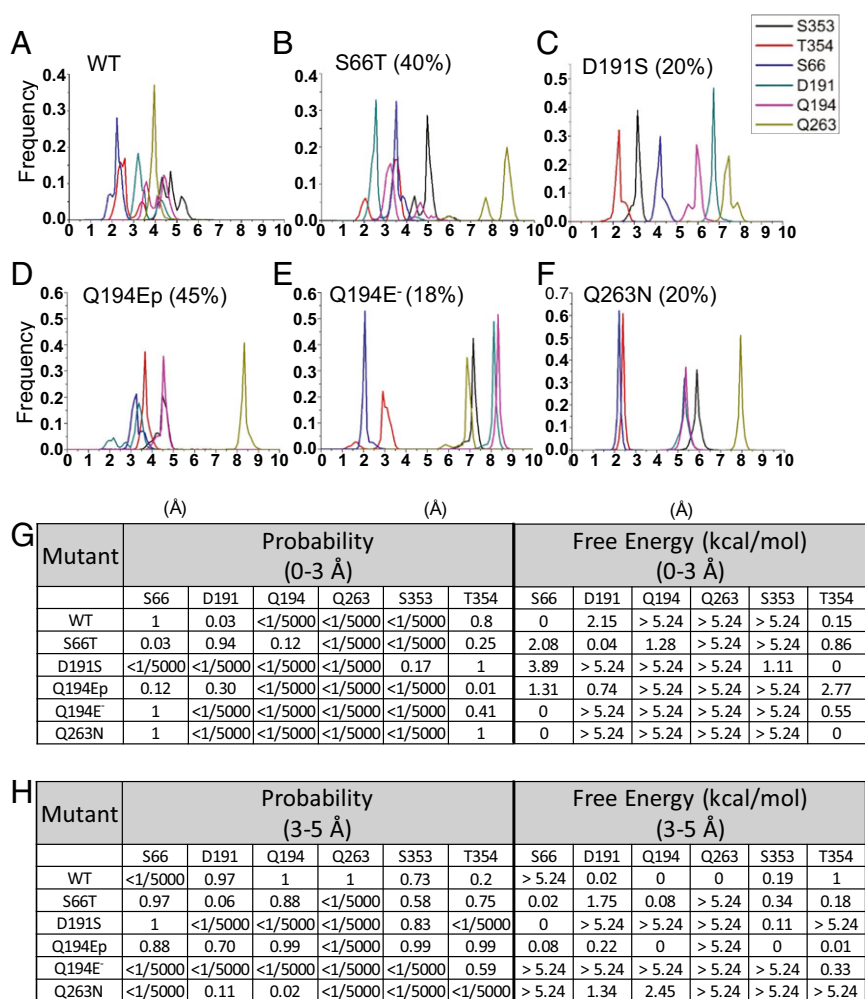 S353
T354
S66
D191
Q194
Q263
A
WT
0.4
0.3
0.2
0.1
0.0
Frequency
1 2 3 4 5 6 7 8 9 10
B
S66T (40%)
0.4
0.3
0.2
0.1
0.0
0 1 2 3 4 5 6 7 8 9 10
C
D191S (20%)
0.5
0.4
0.3
0.2
0.1
0.0
0 1 2 3 4 5 6 7 8 9 10
D
Q194Ep (45%)
0.6
0.5
0.4
0.3
0.2
0.1
0.0
Frequency
0 1 2 3 4 5 6 7 8 9 10
E
Q194E- (18%)
0.6
0.5
0.4
0.3
0.2
0.1
0.0
0 1 2 3 4 5 6 7 8 9 10
F
Q263N (20%)
0.7
0.6
0.5
0.4
0.3
0.2
0.1
0.0
0 1 2 3 4 5 6 7 8 9 10
(Å) (Å) (Å)
G
Mutant Probability (0-3 Å) Free Energy (kcal/mol) (0-3 Å)
S66 D191 Q194 Q263 S353 T354 S66 D191 Q194 Q263 S353 T354
WT 1 0.03 <1/5000 <1/5000 <1/5000 0.8 0 2.15 > 5.24 > 5.24 > 5.24 0.15
S66T 0.03 0.94 0.12 <1/5000 <1/5000 0.25 2.08 0.04 1.28 > 5.24 > 5.24 0.86
D191S <1/5000 <1/5000 <1/5000 <1/5000 0.17 1 3.89 > 5.24 > 5.24 > 5.24 1.11 0
Q194Ep 0.12 0.30 <1/5000 <1/5000 <1/5000 0.01 1.31 0.74 > 5.24 > 5.24 > 5.24 2.77
Q194E- 1 <1/5000 <1/5000 <1/5000 <1/5000 0.41 0 > 5.24 > 5.24 > 5.24 > 5.24 0.55
Q263N 1 <1/5000 <1/5000 <1/5000 <1/5000 1 0 > 5.24 > 5.24 > 5.24 > 5.24 0
H
Mutant Probability (3-5 Å) Free Energy (kcal/mol) (3-5 Å)
S66 D191 Q194 Q263 S353 T354 S66 D191 Q194 Q263 S353 T354
WT <1/5000 0.97 1 1 0.73 0.2 > 5.24 0.02 0 0 0.19 1
S66T 0.97 0.06 0.88 <1/5000 0.58 0.75 0.02 1.75 0.08 > 5.24 0.34 0.18
D191S 1 <1/5000 <1/5000 <1/5000 0.83 <1/5000 0 > 5.24 > 5.24 > 5.24 0.11 > 5.24
Q194Ep 0.88 0.70 0.99 <1/5000 0.99 0.99 0.08 0.22 0 > 5.24 0 0.01
Q194E- <1/5000 <1/5000 <1/5000 <1/5000 <1/5000 0.59 > 5.24 > 5.24 > 5.24 > 5.24 > 5.24 0.33
Q263N <1/5000 0.11 0.02 <1/5000 <1/5000 <1/5000 > 5.24 1.34 2.45 > 5.24 > 5.24 > 5.24